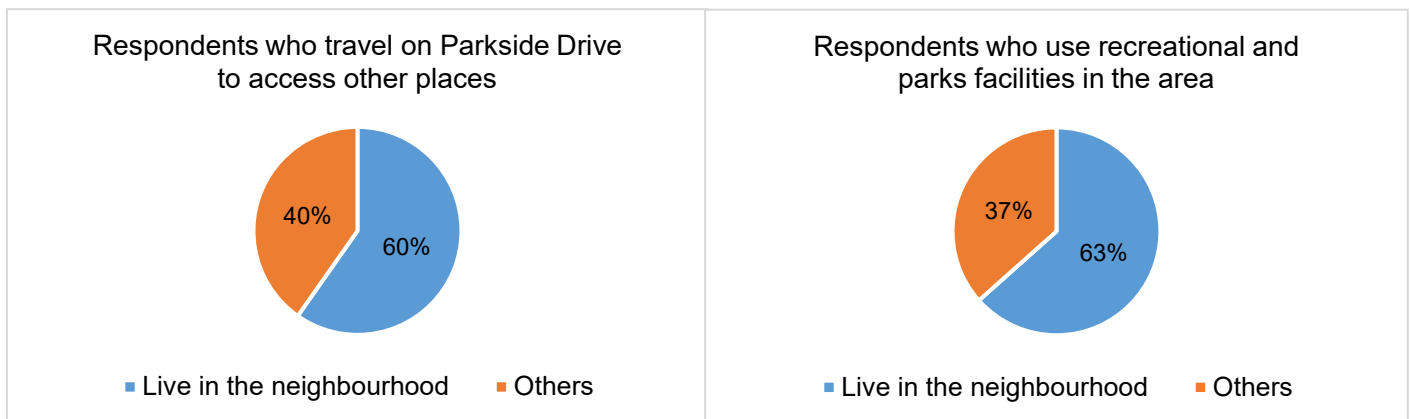 Respondents who travel on Parkside Drive
to access other places
40%
60%
Live in the neighbourhood
Others
Respondents who use recreational and
parks facilities in the area
37%
63%
Live in the neighbourhood
Others